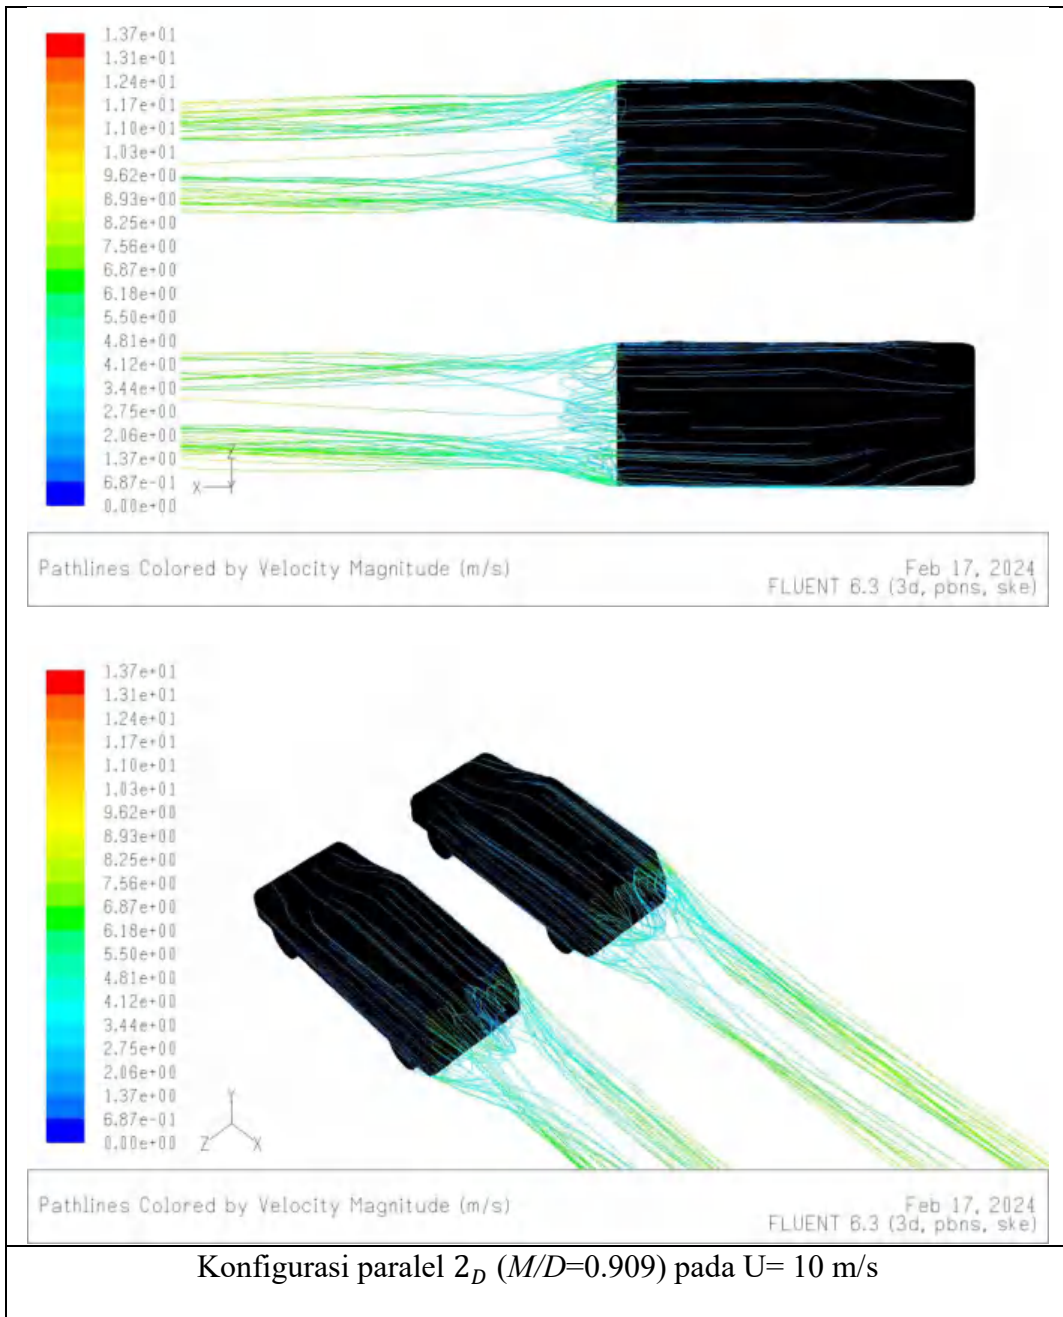 1.37e+01
1.31e+01
1.24e+01
1.17e+01
1.10e+01
1.03e+01
9.62e+00
8.93e+00
8.25e+00
7.56e+00
6.87e+00
6.18e+00
5.50e+00
4.81e+00
4.12e+00
3.44e+00
2.75e+00
2.06e+00
1.37e+00
6.87e-01
0.00e+00
Z
X Y
Pathlines Colored by Velocity Magnitude (m/s)
Feb 17, 2024
FLUENT 6.3 (3d, pbns, ske)
1.37e+01
1.31e+01
1.24e+01
1.17e+01
1.10e+01
1.03e+01
9.62e+00
8.93e+00
8.25e+00
7.56e+00
6.87e+00
6.18e+00
5.50e+00
4.81e+00
4.12e+00
3.44e+00
2.75e+00
2.06e+00
1.37e+00
6.87e-01
0.00e+00
Y
Z X
Pathlines Colored by Velocity Magnitude (m/s)
Feb 17, 2024
FLUENT 6.3 (3d, pbns, ske)
Konfigurasi paralel 2_D (M/D=0.909) pada U= 10 m/s